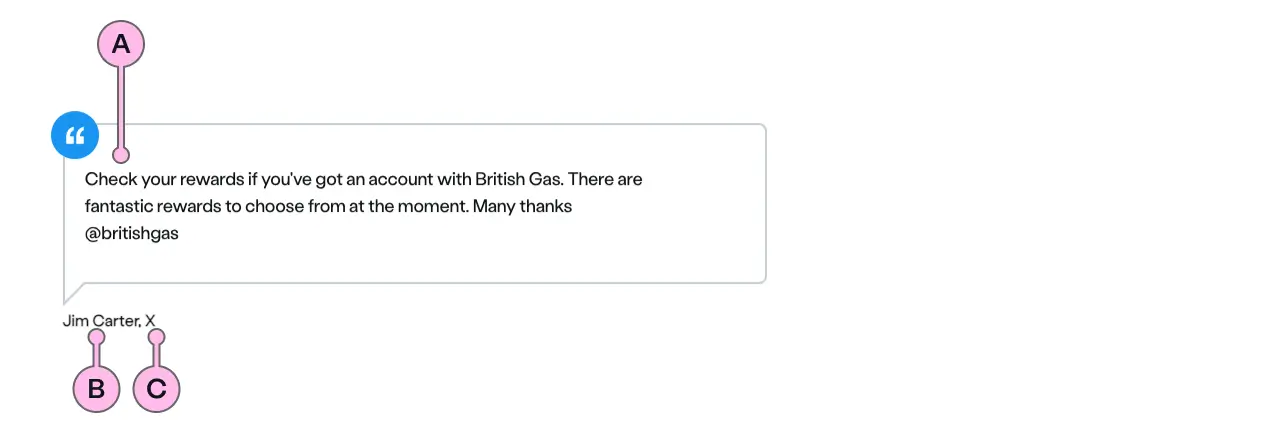 A
Check your rewards if you've got an account with British Gas. There are
fantastic rewards to choose from at the moment. Many thanks
@britishgas
Jim Carter, X
B C